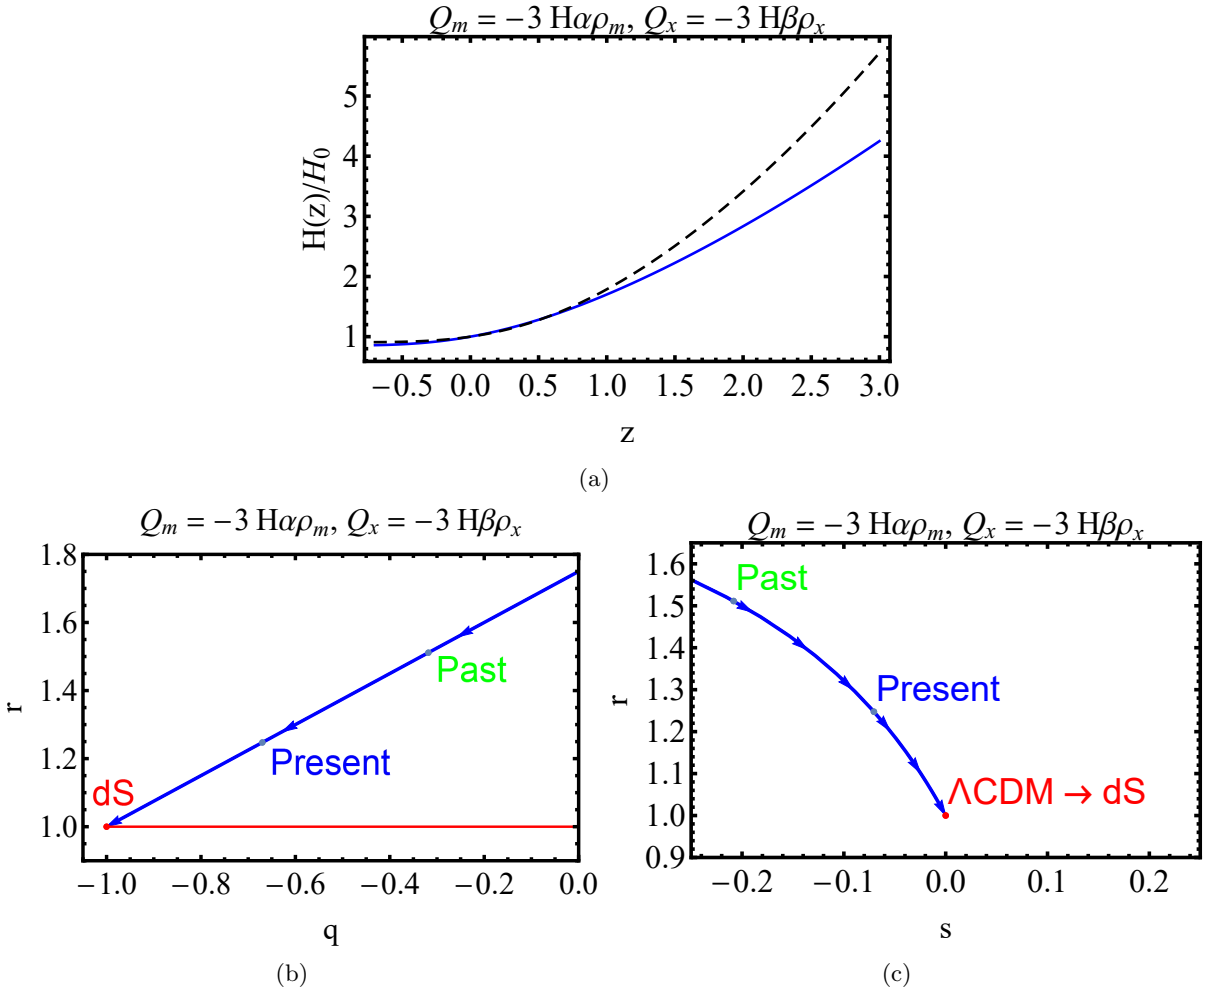 Q_m = −3 Hαρ_m, Q_x = −3 Hβρ_x
5
4
3
2
1
H(z)/H_0
−0.5 0.0 0.5 1.0 1.5 2.0 2.5 3.0
z
(a)
Q_m = −3 Hαρ_m, Q_x = −3 Hβρ_x
1.8
1.6
1.4
1.2
1.0
r
Past
Present
dS
−1.0 −0.8 −0.6 −0.4 −0.2 0.0
q
(b)
Q_m = −3 Hαρ_m, Q_x = −3 Hβρ_x
1.6
1.5
1.4
1.3
1.2
1.1
1.0
0.9
r
Past
Present
ΛCDM → dS
−0.2 −0.1 0.0 0.1 0.2
s
(c)